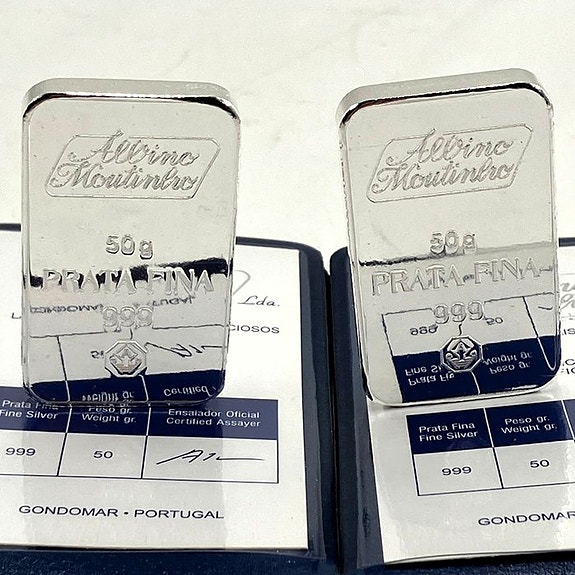 Albino
Moutinho
50g
PRATA FINA
999
Lda.
CIOSOS
Prata Fina
Fine Silver
Peso gr.
Weight gr.
Ensalador Oficial
Certified Assayer
999
50
GONDOMAR • PORTUGAL
Albino
Moutinho
50g
PRATA FINA
999
Prata Fina
Fine Silver
Peso gr.
Weight gr.
999
50
GONDOMAR